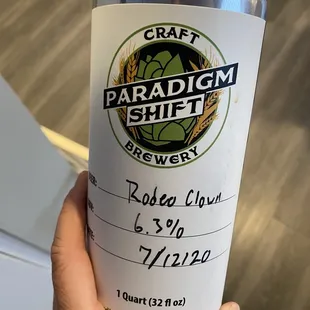 CRAFT
PARADIGM
SHIFT
BREWERY
Rodeo Clown
6.3%
7/12/20
1 Quart (32 fl oz)